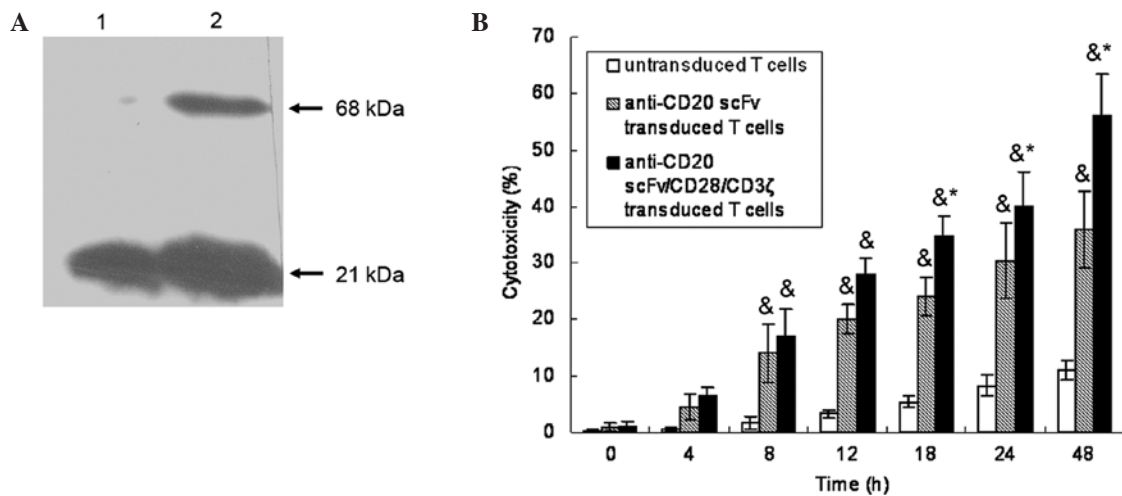 A
1 2
68 kDa
21 kDa
B
70
60
50
40
30
20
10
0
Cytotoxicity (%)
untransduced T cells
anti-CD20 scFv
transduced T cells
anti-CD20
scFv/CD28/CD3ζ
transduced T cells
& &
& &
& &*
& &*
& &*
0 4 8 12 18 24 48
Time (h)